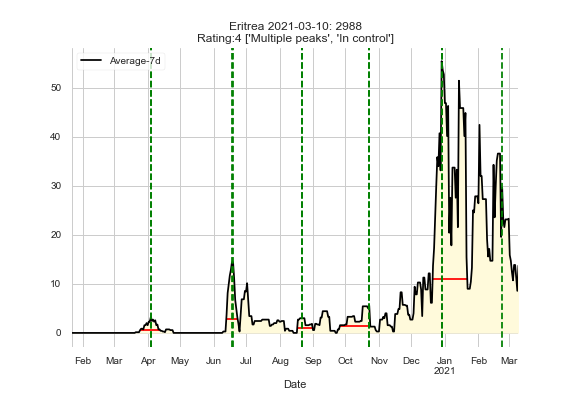 Eritrea 2021-03-10: 2988
Rating:4 ['Multiple peaks', 'In control']
Average-7d
50
40
30
20
10
0
Feb Mar Apr May Jun Jul Aug Sep Oct Nov Dec Jan Feb Mar
2021
Date